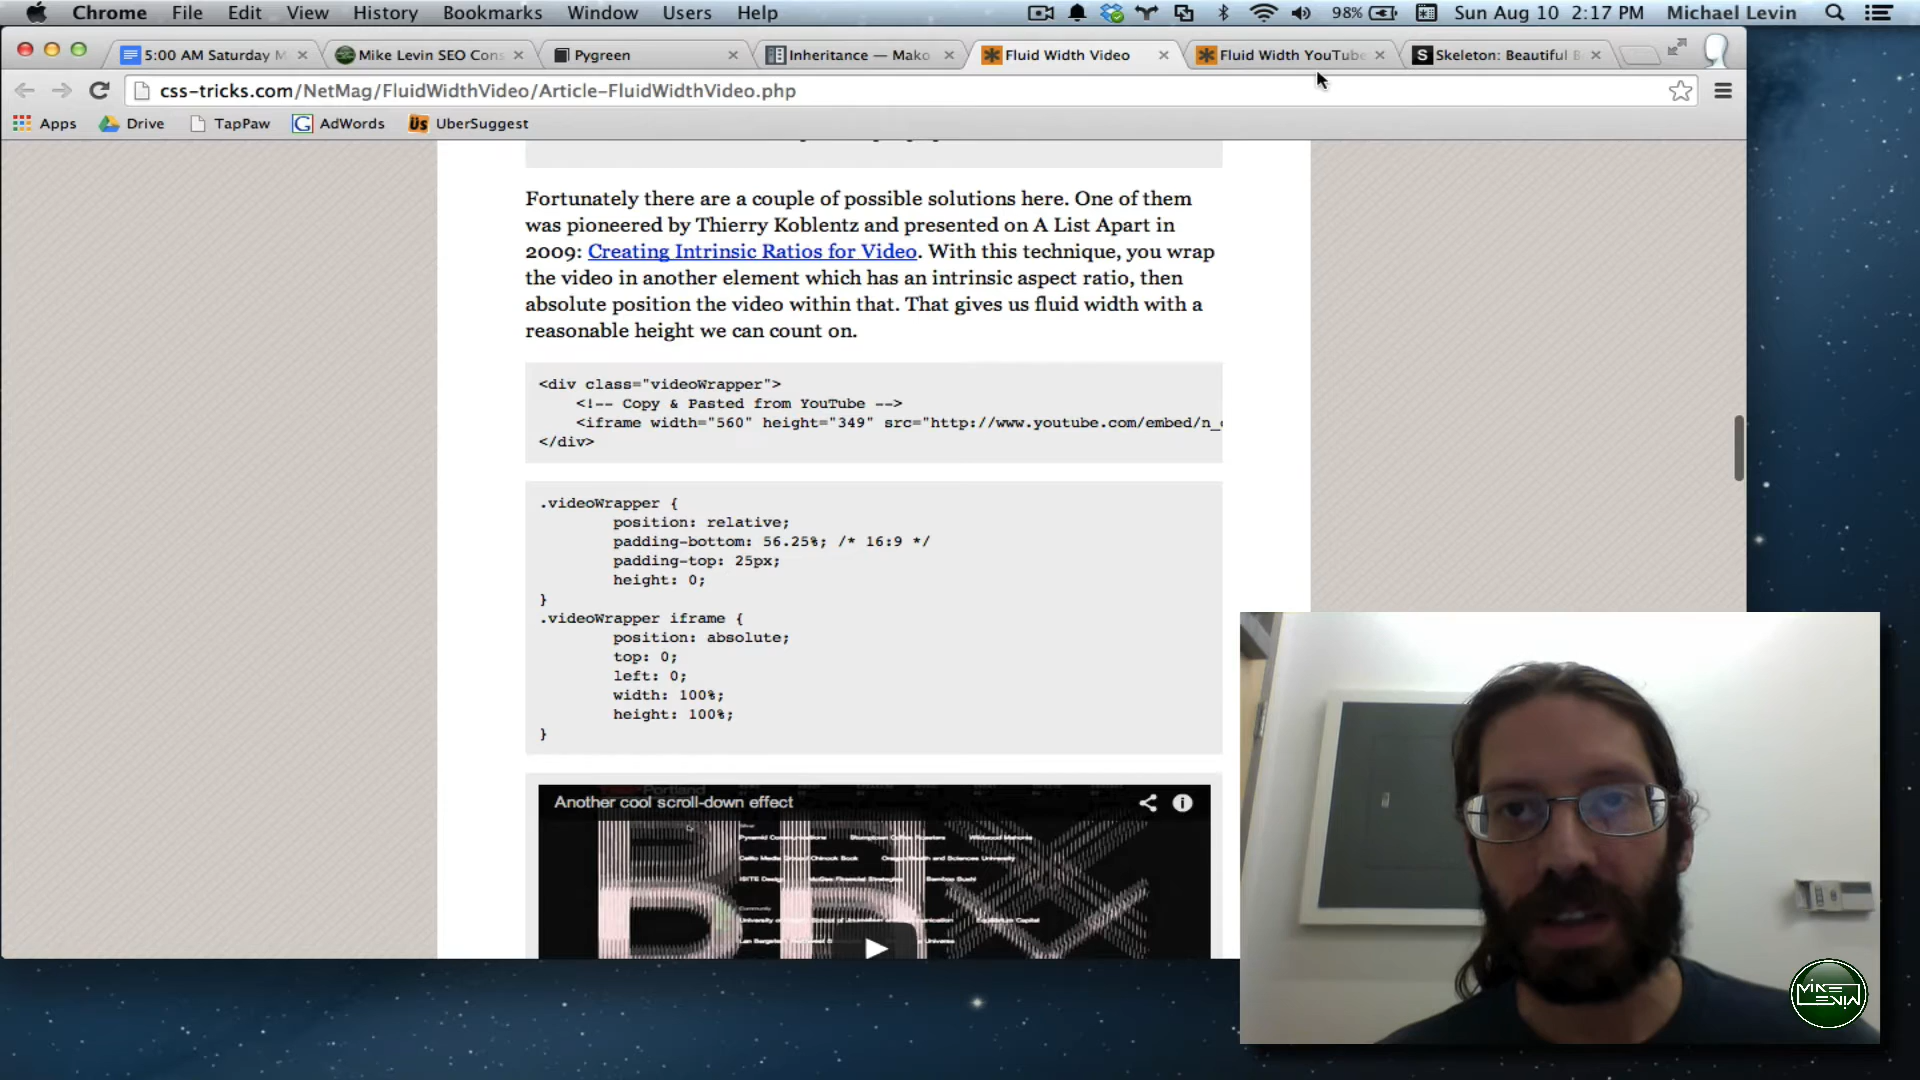 Chrome File Edit View History Bookmarks Window Users Help 98% Sun Aug 10 2:17 PM Michael Levin
5:00 AM Saturday M Mike Levin SEO Cons Pygreen Inheritance — Mako Fluid Width Video Fluid Width YouTube Skeleton: Beautiful B
css-tricks.com/NetMag/FluidWidthVideo/Article-FluidWidthVideo.php
Apps Drive TapPaw AdWords UberSuggest
Fortunately there are a couple of possible solutions here. One of them
was pioneered by Thierry Koblentz and presented on A List Apart in
2009: Creating Intrinsic Ratios for Video. With this technique, you wrap
the video in another element which has an intrinsic aspect ratio, then
absolute position the video within that. That gives us fluid width with a
reasonable height we can count on.
<div class="videoWrapper">
<!-- Copy & Pasted from YouTube -->
<iframe width="560" height="349" src="http://www.youtube.com/embed/n_
</div>
.videoWrapper {
position: relative;
padding-bottom: 56.25%; /* 16:9 */
padding-top: 25px;
height: 0;
}
.videoWrapper iframe {
position: absolute;
top: 0;
left: 0;
width: 100%;
height: 100%;
}
Portland
Another cool scroll-down effect
Pyramid Communications
Community
MIKE LEVIN